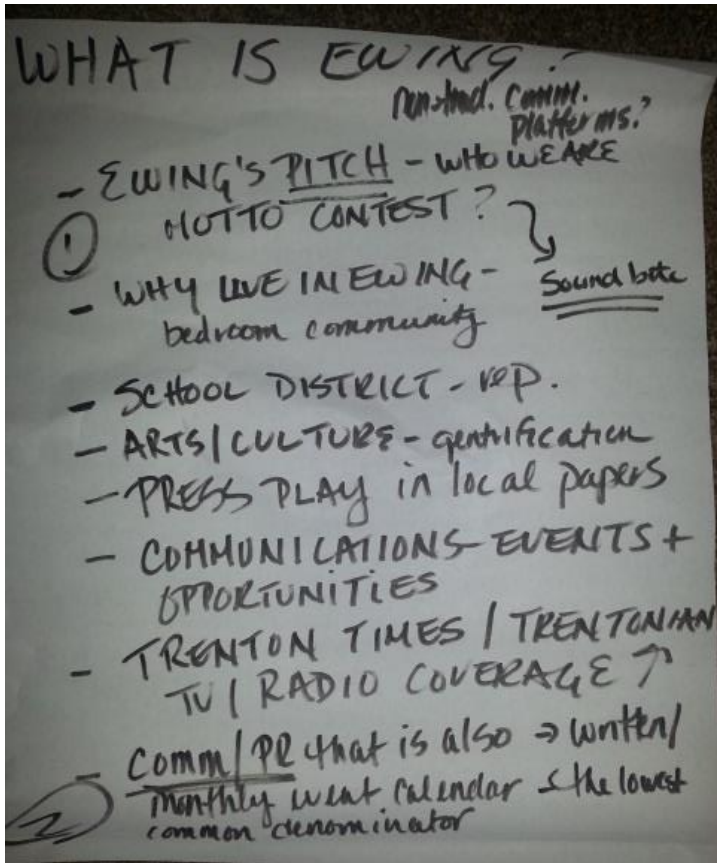 WHAT IS EWING?
non-trad. Comm.
platforms?
- EWING'S PITCH - WHO WE ARE
① MOTTO CONTEST?
- WHY LIVE IN EWING -
Sound bite
bedroom community
- SCHOOL DISTRICT - rep.
- ARTS/CULTURE - gentrification
- PRESS PLAY in local papers
- COMMUNICATIONS - EVENTS +
OPPORTUNITIES
- TRENTON TIMES / TRENTONIAN
TV / RADIO COVERAGE ↑
- Comm/PR that is also → written/
② monthly event calendar & the lowest
common denominator